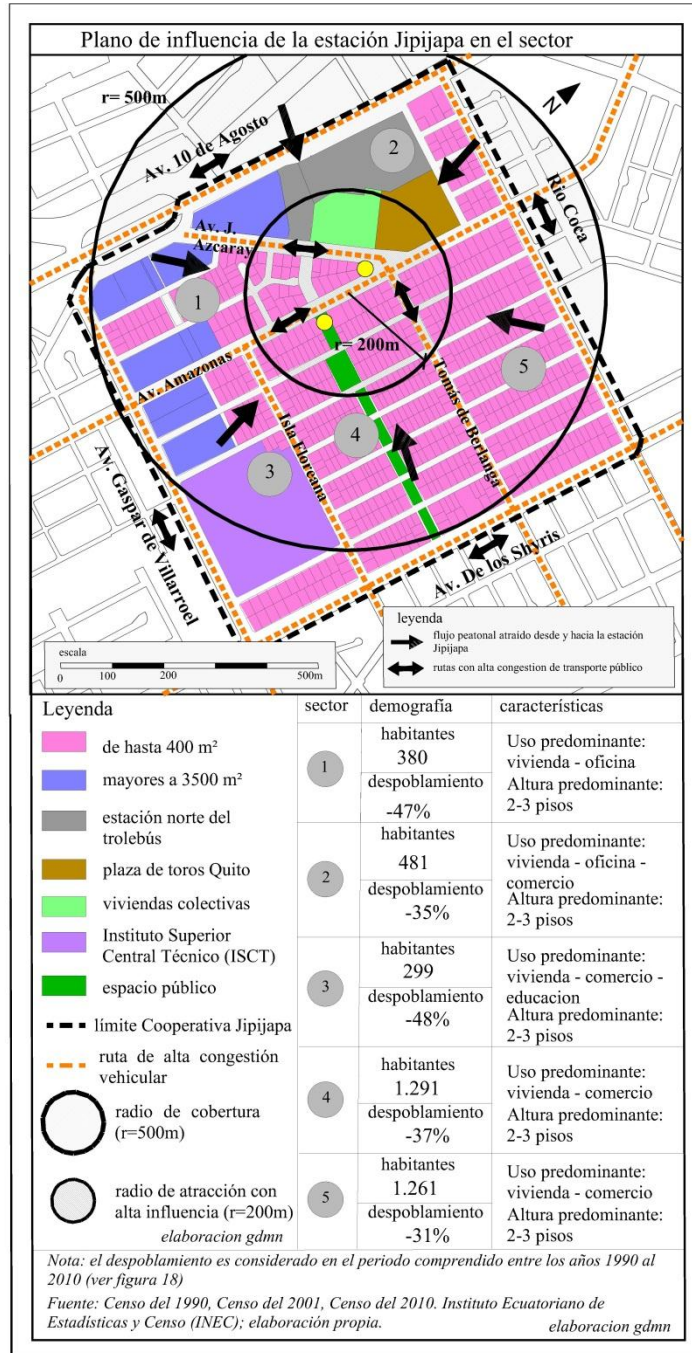 Plano de influencia de la estación Jipijapa en el sector
r= 500m
Av. 10 de Agosto
N
2
Rio Coca
Av. J.
Azcaray
1
r= 200m
Av. Amazonas
5
Tomás de Berlanga
4
Isla Floreana
3
Av. Gaspar de Villarroel
Av. De los Shyris
escala
0 100 200 500m
leyenda
flujo peatonal atraído desde y hacia la estación
Jipijapa
rutas con alta congestion de transporte público
Leyenda
de hasta 400 m²
mayores a 3500 m²
estación norte del
trolebús
plaza de toros Quito
viviendas colectivas
Instituto Superior
Central Técnico (ISCT)
espacio público
límite Cooperativa Jipijapa
ruta de alta congestión
vehicular
radio de cobertura
(r=500m)
radio de atracción con
alta influencia (r=200m)
elaboracion gdmn
sector demografía características
1
habitantes
380
despoblamiento
-47%
Uso predominante:
vivienda - oficina
Altura predominante:
2-3 pisos
2
habitantes
481
despoblamiento
-35%
Uso predominante:
vivienda - oficina -
comercio
Altura predominante:
2-3 pisos
3
habitantes
299
despoblamiento
-48%
Uso predominante:
vivienda - comercio -
educacion
Altura predominante:
2-3 pisos
4
habitantes
1.291
despoblamiento
-37%
Uso predominante:
vivienda - comercio
Altura predominante:
2-3 pisos
5
habitantes
1.261
despoblamiento
-31%
Uso predominante:
vivienda - comercio
Altura predominante:
2-3 pisos
Nota: el despoblamiento es considerado en el periodo comprendido entre los años 1990 al
2010 (ver figura 18)
Fuente: Censo del 1990, Censo del 2001, Censo del 2010. Instituto Ecuatoriano de
Estadísticas y Censo (INEC); elaboración propia.
elaboracion gdmn